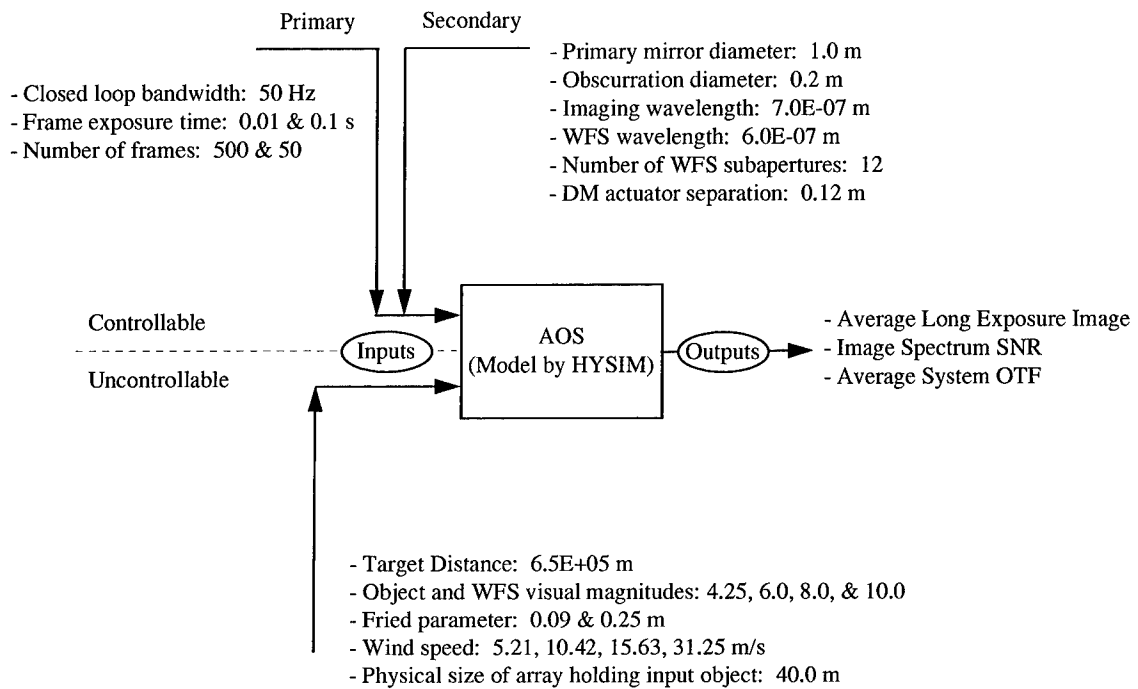 Primary
Secondary
- Closed loop bandwidth: 50 Hz
- Frame exposure time: 0.01 & 0.1 s
- Number of frames: 500 & 50
- Primary mirror diameter: 1.0 m
- Obscurration diameter: 0.2 m
- Imaging wavelength: 7.0E-07 m
- WFS wavelength: 6.0E-07 m
- Number of WFS subapertures: 12
- DM actuator separation: 0.12 m
Controllable
Uncontrollable
Inputs
AOS
(Model by HYSIM)
Outputs
- Average Long Exposure Image
- Image Spectrum SNR
- Average System OTF
- Target Distance: 6.5E+05 m
- Object and WFS visual magnitudes: 4.25, 6.0, 8.0, & 10.0
- Fried parameter: 0.09 & 0.25 m
- Wind speed: 5.21, 10.42, 15.63, 31.25 m/s
- Physical size of array holding input object: 40.0 m